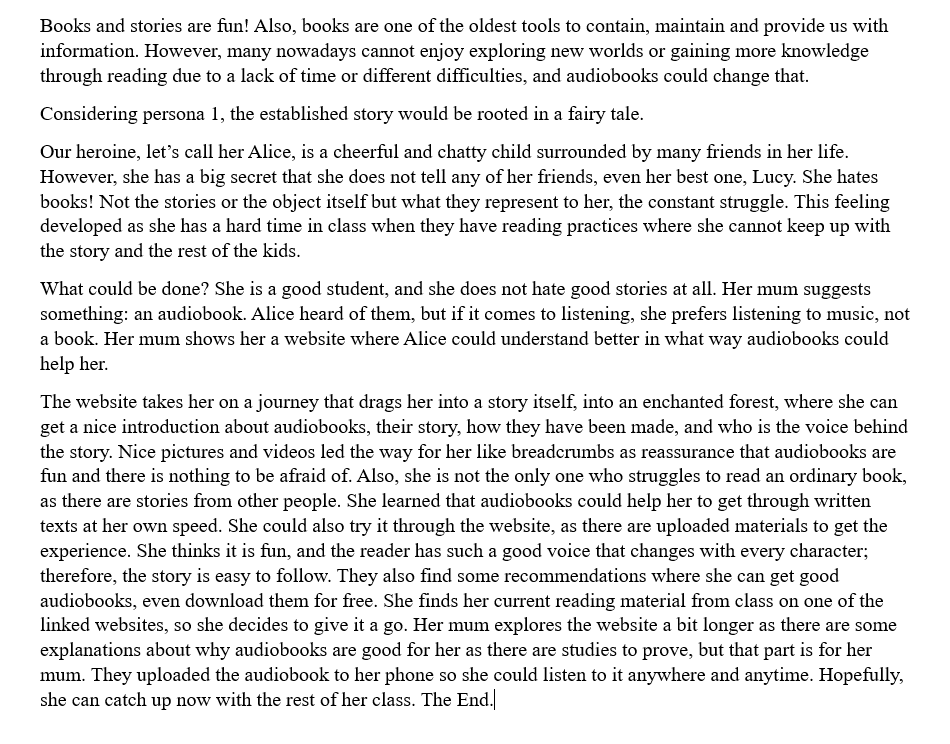 Books and stories are fun! Also, books are one of the oldest tools to contain, maintain and provide us with
information. However, many nowadays cannot enjoy exploring new worlds or gaining more knowledge
through reading due to a lack of time or different difficulties, and audiobooks could change that.
Considering persona 1, the established story would be rooted in a fairy tale.
Our heroine, let’s call her Alice, is a cheerful and chatty child surrounded by many friends in her life.
However, she has a big secret that she does not tell any of her friends, even her best one, Lucy. She hates
books! Not the stories or the object itself but what they represent to her, the constant struggle. This feeling
developed as she has a hard time in class when they have reading practices where she cannot keep up with
the story and the rest of the kids.
What could be done? She is a good student, and she does not hate good stories at all. Her mum suggests
something: an audiobook. Alice heard of them, but if it comes to listening, she prefers listening to music, not
a book. Her mum shows her a website where Alice could understand better in what way audiobooks could
help her.
The website takes her on a journey that drags her into a story itself, into an enchanted forest, where she can
get a nice introduction about audiobooks, their story, how they have been made, and who is the voice behind
the story. Nice pictures and videos led the way for her like breadcrumbs as reassurance that audiobooks are
fun and there is nothing to be afraid of. Also, she is not the only one who struggles to read an ordinary book,
as there are stories from other people. She learned that audiobooks could help her to get through written
texts at her own speed. She could also try it through the website, as there are uploaded materials to get the
experience. She thinks it is fun, and the reader has such a good voice that changes with every character;
therefore, the story is easy to follow. They also find some recommendations where she can get good
audiobooks, even download them for free. She finds her current reading material from class on one of the
linked websites, so she decides to give it a go. Her mum explores the website a bit longer as there are some
explanations about why audiobooks are good for her as there are studies to prove, but that part is for her
mum. They uploaded the audiobook to her phone so she could listen to it anywhere and anytime. Hopefully,
she can catch up now with the rest of her class. The End.